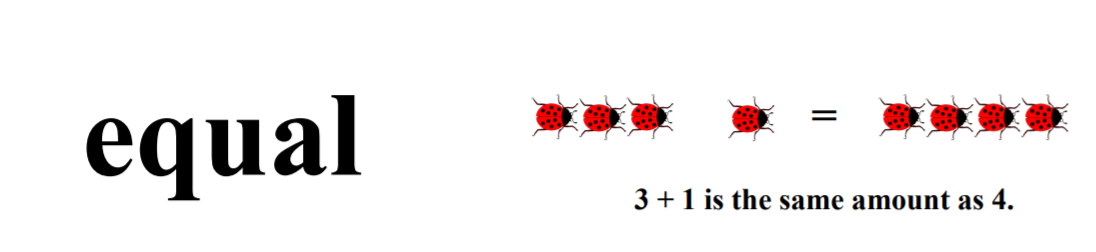 equal
=
3 + 1 is the same amount as 4.